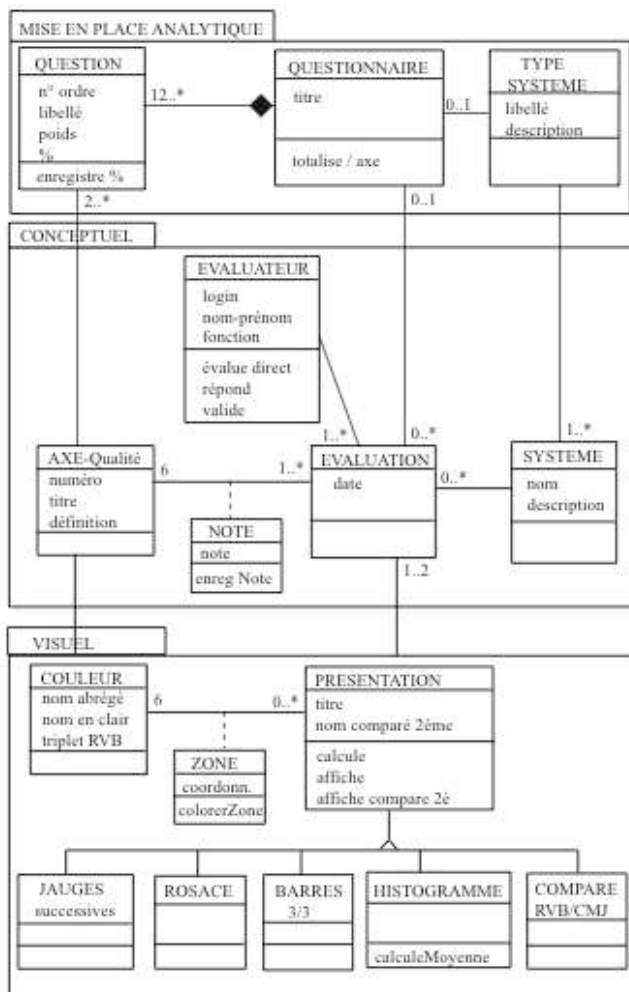 MISE EN PLACE ANALYTIQUE
QUESTION
n° ordre
libellé
poids
%
enregistre %
12..*
QUESTIONNAIRE
titre
totalise / axe
0..1
TYPE
SYSTEME
libellé
description
2..*
0..1
CONCEPTUEL
EVALUATEUR
login
nom-prénom
fonction
évalue direct
répond
valide
1..*
0..*
1..*
AXE-Qualité
numéro
titre
définition
6
1..*
EVALUATION
date
0..*
SYSTEME
nom
description
NOTE
note
enreg Note
1..2
VISUEL
COULEUR
nom abrégé
nom en clair
triplet RVB
6
0..*
PRESENTATION
titre
nom comparé 2ème
calcule
affiche
affiche compare 2é
ZONE
coordonn.
colorerZone
JAUGES
successives
ROSACE
BARRES
3/3
HISTOGRAMME
calculeMoyenne
COMPARE
RVB/CMJ